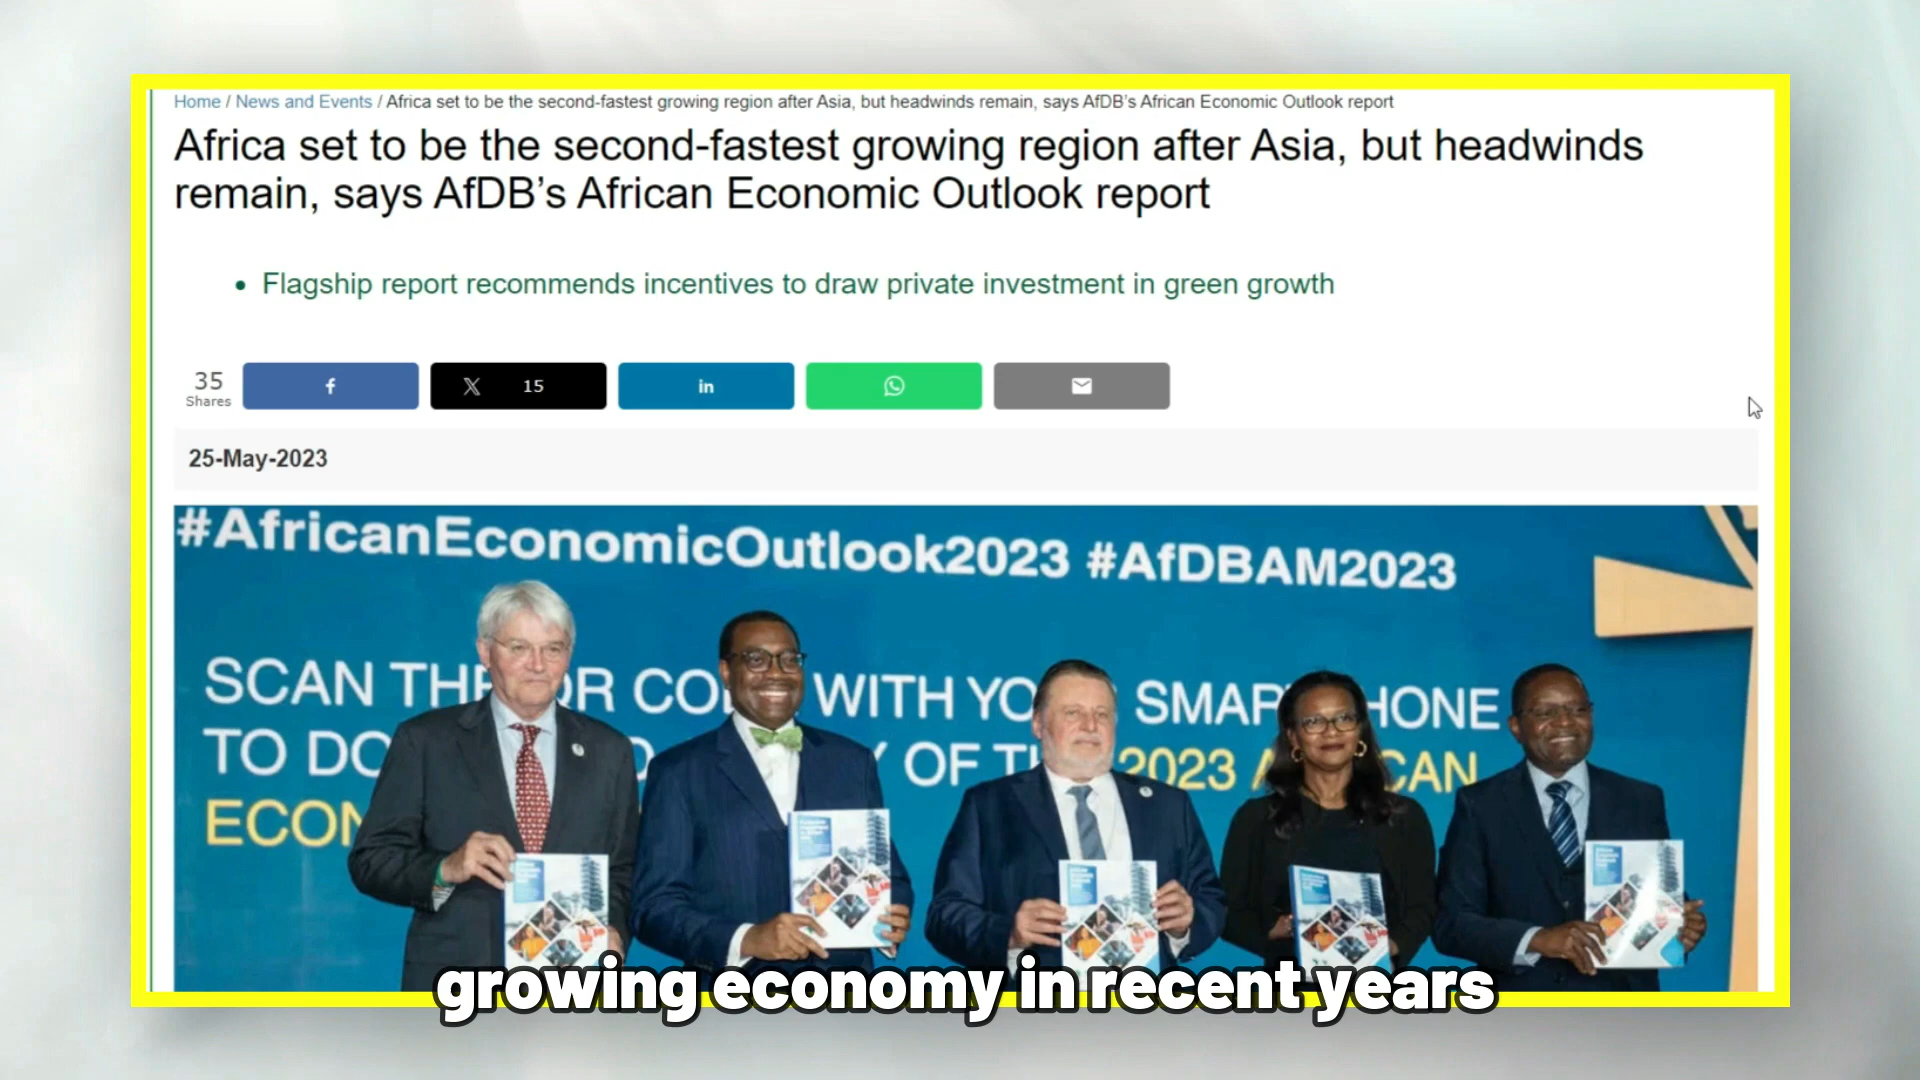 Home / News and Events / Africa set to be the second-fastest growing region after Asia, but headwinds remain, says AfDB's African Economic Outlook report
Africa set to be the second-fastest growing region after Asia, but headwinds
remain, says AfDB’s African Economic Outlook report
• Flagship report recommends incentives to draw private investment in green growth
35
Shares
f
X 15
in
25-May-2023
#AfricanEconomicOutlook2023 #AfDBAM2023
SCAN THE QR CO WITH YO SMAR HONE
TO DO OF 2023 A CAN
ECON
growing economy in recent years